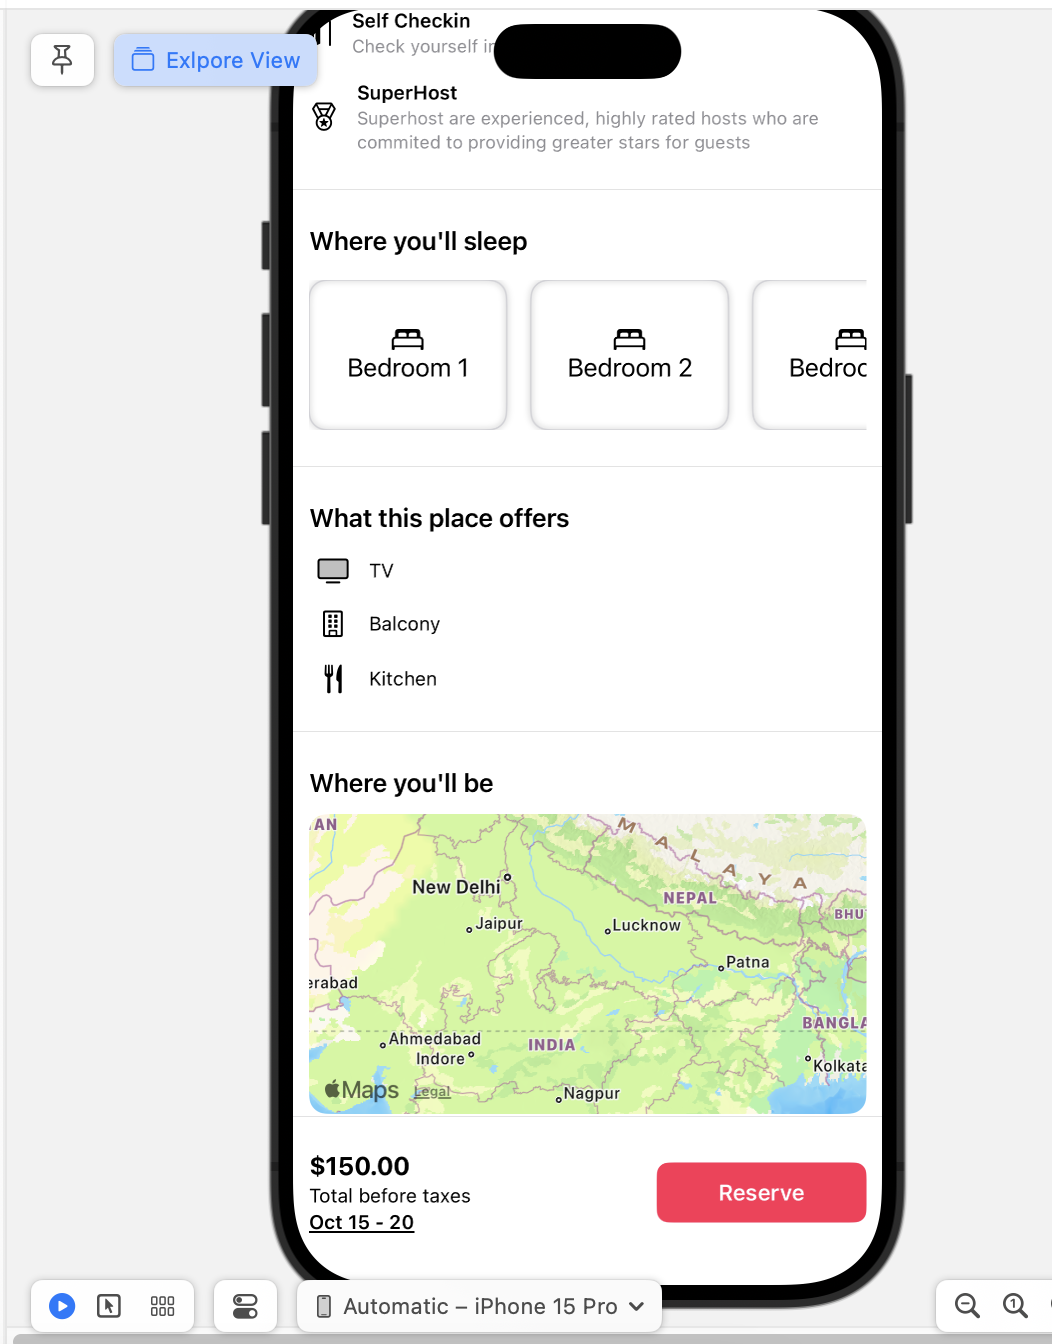 Self Checkin
Check yourself in
Exlpore View
SuperHost
Superhost are experienced, highly rated hosts who are
commited to providing greater stars for guests
Where you'll sleep
Bedroom 1
Bedroom 2
Bedroo
What this place offers
TV
Balcony
Kitchen
Where you'll be
AN
MALAYA
New Delhi
NEPAL
BHU
Jaipur
Lucknow
Patna
erabad
BANGLA
Ahmedabad
INDIA
Indore
Kolkata
Maps
Legal
Nagpur
$150.00
Total before taxes
Reserve
Oct 15 - 20
Automatic – iPhone 15 Pro
1